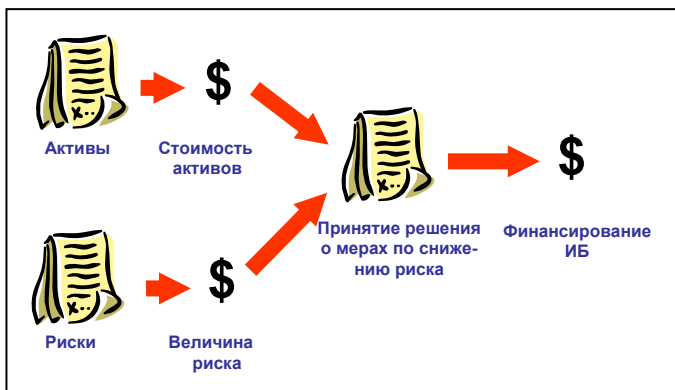 $
$
Активы
Стоимость
активов
$
Принятие решения
о мерах по сниже-
нию риска
Финансирование
ИБ
$
Риски
Величина
риска